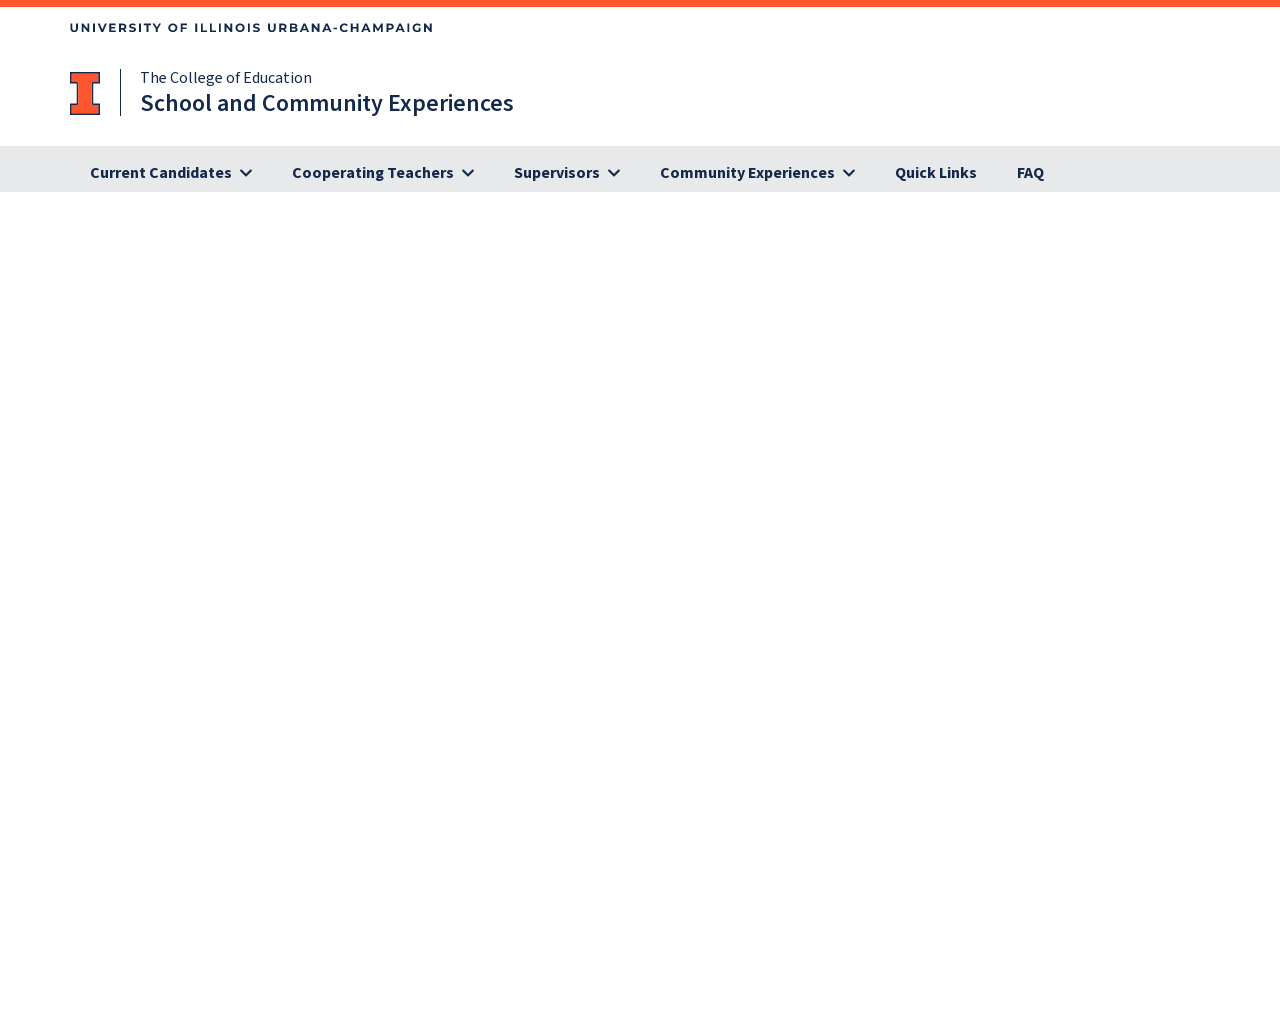 UNIVERSITY OF ILLINOIS URBANA-CHAMPAIGN
The College of Education
School and Community Experiences
Current Candidates Cooperating Teachers Supervisors Community Experiences Quick Links FAQ